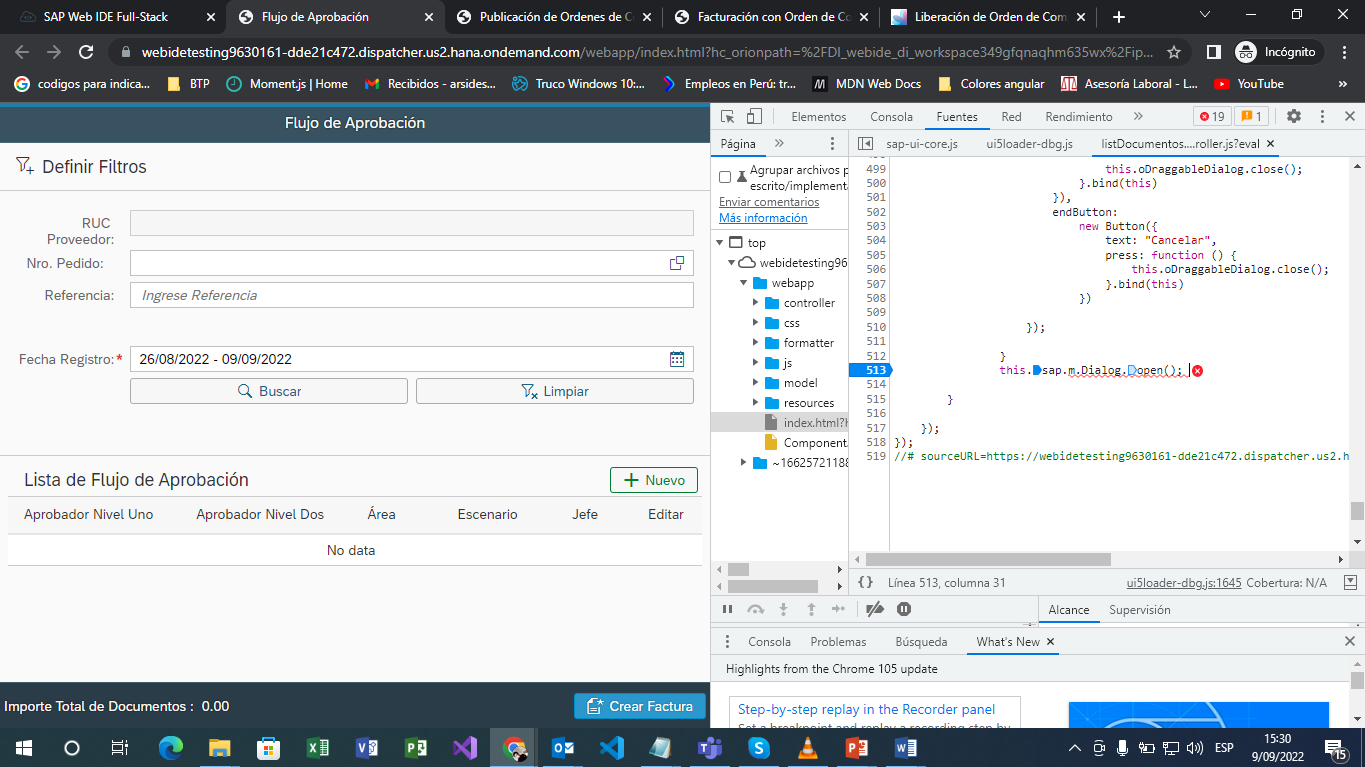 SAP Web IDE Full-Stack
Flujo de Aprobación
Publicación de Ordenes de C
Facturación con Orden de Co
Liberación de Orden de Com
webidetesting9630161-dde21c472.dispatcher.us2.hana.ondemand.com/webapp/index.html?hc_orionpath=%2FDI_webide_di_workspace349gfqnaqhm635wx%2Fip...
Incógnito
codigos para indica...
BTP
Moment.js | Home
Recibidos - arsides...
Truco Windows 10:...
Empleos en Perú: tr...
MDN Web Docs
Colores angular
Asesoría Laboral - L...
YouTube
»
Flujo de Aprobación
Definir Filtros
RUC
Proveedor:
Nro. Pedido:
Referencia:
Ingrese Referencia
Fecha Registro:*
26/08/2022 - 09/09/2022
Buscar
Limpiar
Lista de Flujo de Aprobación
Nuevo
Aprobador Nivel Uno
Aprobador Nivel Dos
Área
Escenario
Jefe
Editar
No data
Importe Total de Documentos : 0.00
Crear Factura
Elementos
Consola
Fuentes
Red
Rendimiento
»
19
1
Página
»
sap-ui-core.js
ui5loader-dbg.js
listDocuments....roller.js?eval
Agrupar archivos p
escrito/implementa
Enviar comentarios
Más información
top
webidetesting96
webapp
controller
css
formatter
js
model
resources
index.html?h
Component
~16625721188
499 this.oDraggableDialog.close();
500 }.bind(this)
501 }),
502 endButton:
503 new Button({
504 text: "Cancelar",
505 press: function () {
506 this.oDraggableDialog.close();
507 }.bind(this)
508 })
509
510 });
511
512 }
513 this.sap.m.Dialog.open();
514
515 }
516
517 });
518 });
519 //# sourceURL=https://webidetesting9630161-dde21c472.dispatcher.us2.h
{} Línea 513, columna 31
ui5loader-dbg.js:1645 Cobertura: N/A
Alcance
Supervisión
Consola
Problemas
Búsqueda
What's New
Highlights from the Chrome 105 update
Step-by-step replay in the Recorder panel
Set a breakpoint and replay a recording step by
ESP
15:30
9/09/2022
15